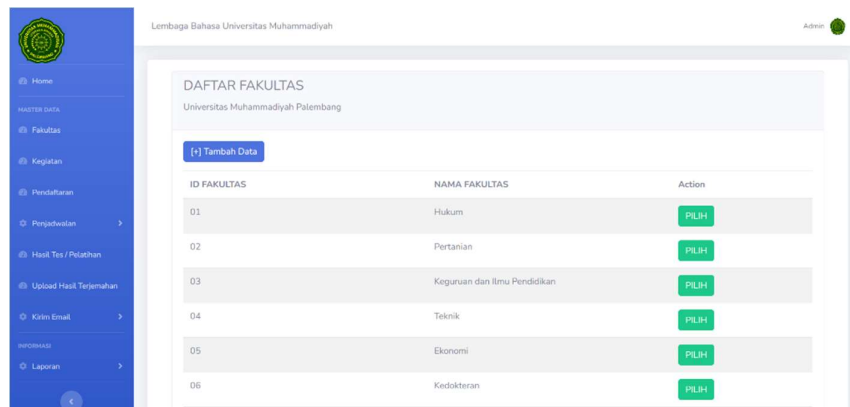 Lembaga Bahasa Universitas Muhammadiyah
Admin
Home
MASTER DATA
Fakultas
Kegiatan
Pendaftaran
Penjadwalan
Hasil Tes / Pelatihan
Upload Hasil Terjemahan
Kirim Email
INFORMASI
Laporan
DAFTAR FAKULTAS
Universitas Muhammadiyah Palembang
[+] Tambah Data
ID FAKULTAS NAMA FAKULTAS Action
01 Hukum PILIH
02 Pertanian PILIH
03 Keguruan dan Ilmu Pendidikan PILIH
04 Teknik PILIH
05 Ekonomi PILIH
06 Kedokteran PILIH